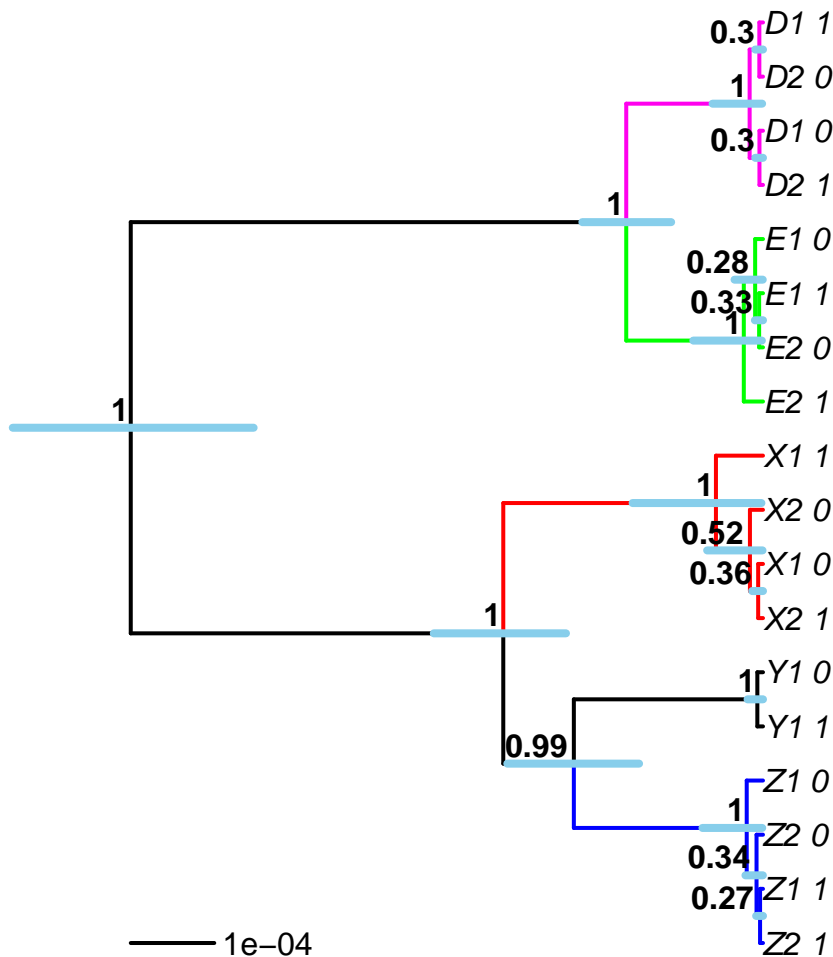 D1 1
0.3
D2 0
1
D1 0
0.3
D2 1
1
E1 0
0.28
E1 1
0.33
1
E2 0
E2 1
1
X1 1
1
X2 0
0.52
X1 0
0.36
X2 1
1
Y1 0
1
Y1 1
0.99
Z1 0
1
Z2 0
0.34
Z1 1
0.27
Z2 1
1e−04